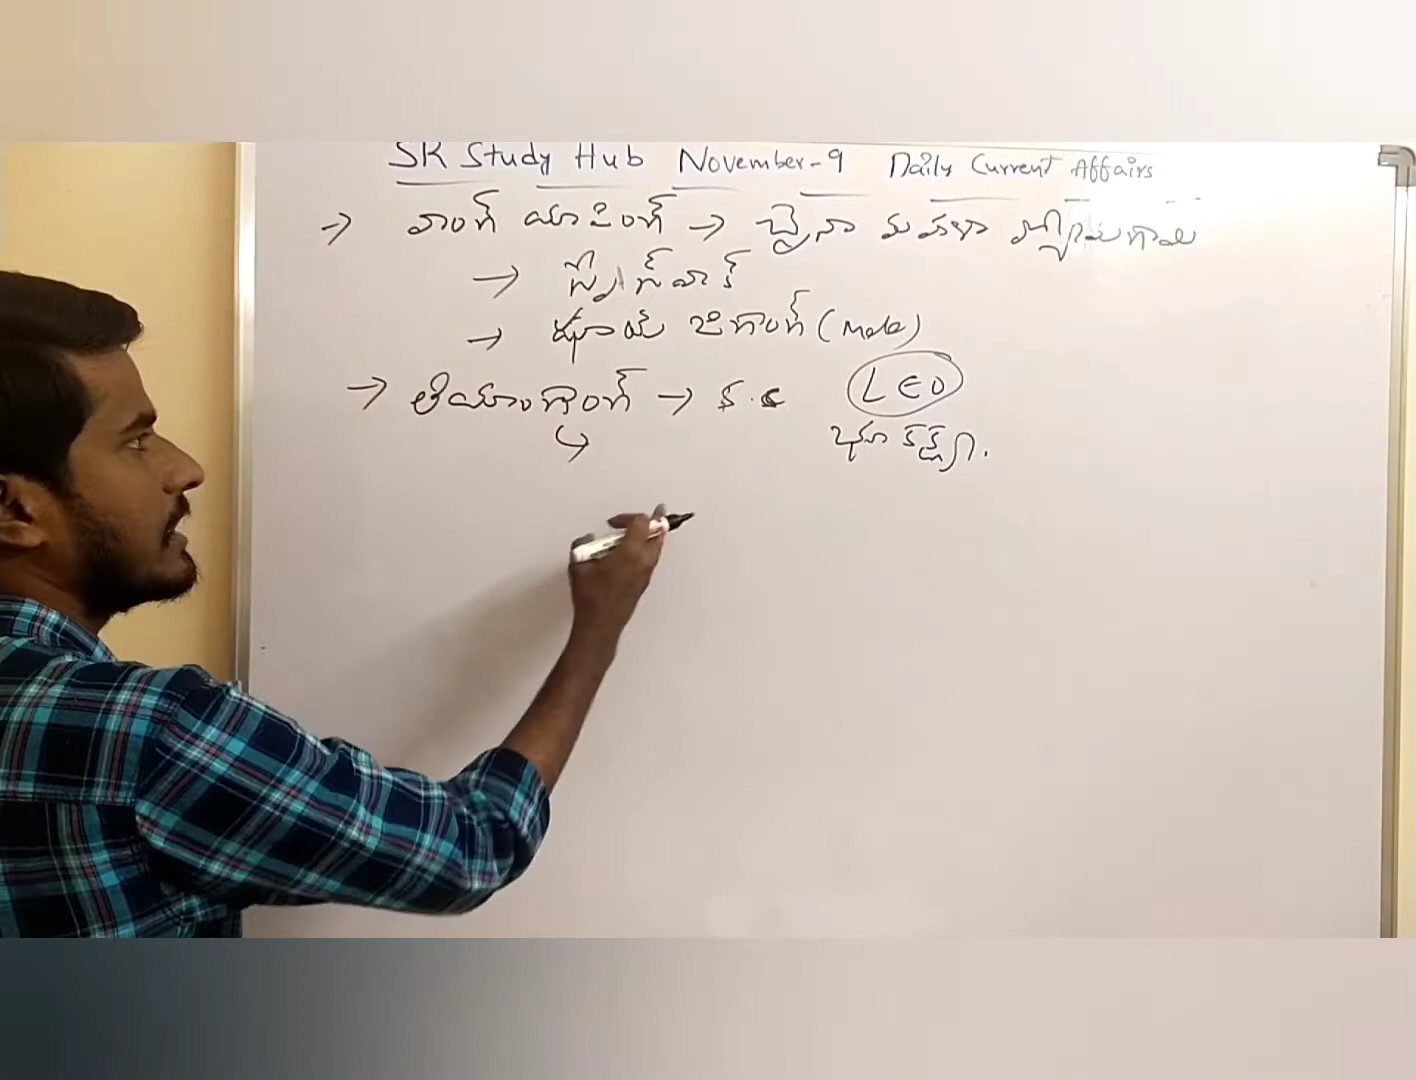 SK Study Hub November-9 Daily Current Affairs
→ వాంగ్ యాపింగ్ → చైనా మహిళా వ్యోమగామి
→ స్పేస్ వాక్
→ ఝాయ్ జిగాంగ్ (Male)
→ తియాంగాంగ్ →
LEO
భూ కక్ష్య.